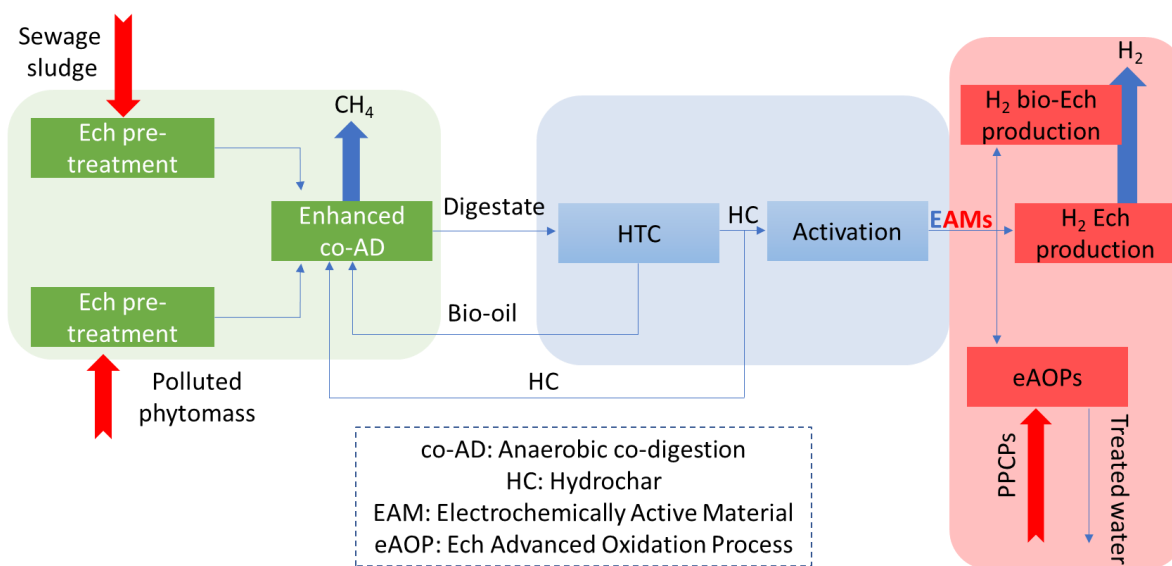 Sewage
sludge
Ech pre-
treatment
CH₄
Enhanced
co-AD
Ech pre-
treatment
Polluted
phytomass
Digestate
Bio-oil
HC
HTC
HC
Activation
EAMs
H₂
H₂ bio-Ech
production
H₂ Ech
production
eAOPs
PPCPs
Treated water
co-AD: Anaerobic co-digestion
HC: Hydrochar
EAM: Electrochemically Active Material
eAOP: Ech Advanced Oxidation Process